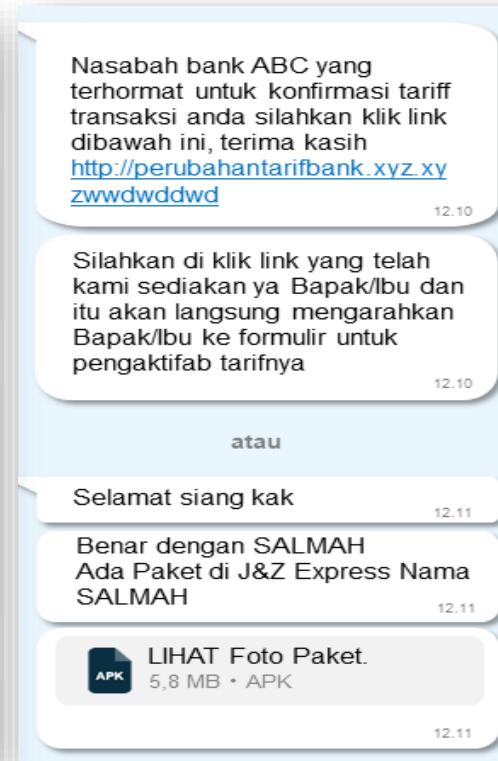 Nasabah bank ABC yang
terhormat untuk konfirmasi tariff
transaksi anda silahkan klik link
dibawah ini, terima kasih
http://perubahantarifbank.xyz.xy
zwwdwddwd
12.10
Silahkan di klik link yang telah
kami sediakan ya Bapak/Ibu dan
itu akan langsung mengarahkan
Bapak/Ibu ke formulir untuk
pengaktifab tarifnya
12.10
atau
Selamat siang kak
12.11
Benar dengan SALMAH
Ada Paket di J&Z Express Nama
SALMAH
12.11
APK
LIHAT Foto Paket.
5,8 MB • APK
12.11